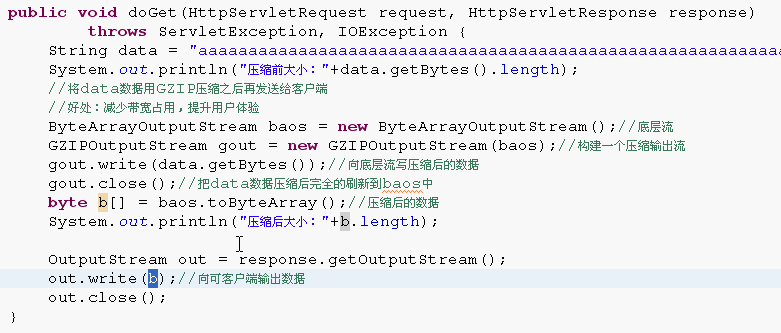 public void doGet(HttpServletRequest request, HttpServletResponse response)
throws ServletException, IOException {
String data = "aaaaaaaaaaaaaaaaaaaaaaaaaaaaaaaaaaaaaaaaaaaaaaaaaaaaaaaaaaa
System.out.println("压缩前大小："+data.getBytes().length);
//将data数据用GZIP压缩之后再发送给客户端
//好处：减少带宽占用，提升用户体验
ByteArrayOutputStream baos = new ByteArrayOutputStream();//底层流
GZIPOutputStream gout = new GZIPOutputStream(baos);//构建一个压缩输出流
gout.write(data.getBytes());//向底层流写压缩后的数据
gout.close();//把data数据压缩后完全的刷新到baos中
byte b[] = baos.toByteArray();//压缩后的数据
System.out.println("压缩后大小："+b.length);
OutputStream out = response.getOutputStream();
out.write(b);//向可客户端输出数据
out.close();
}